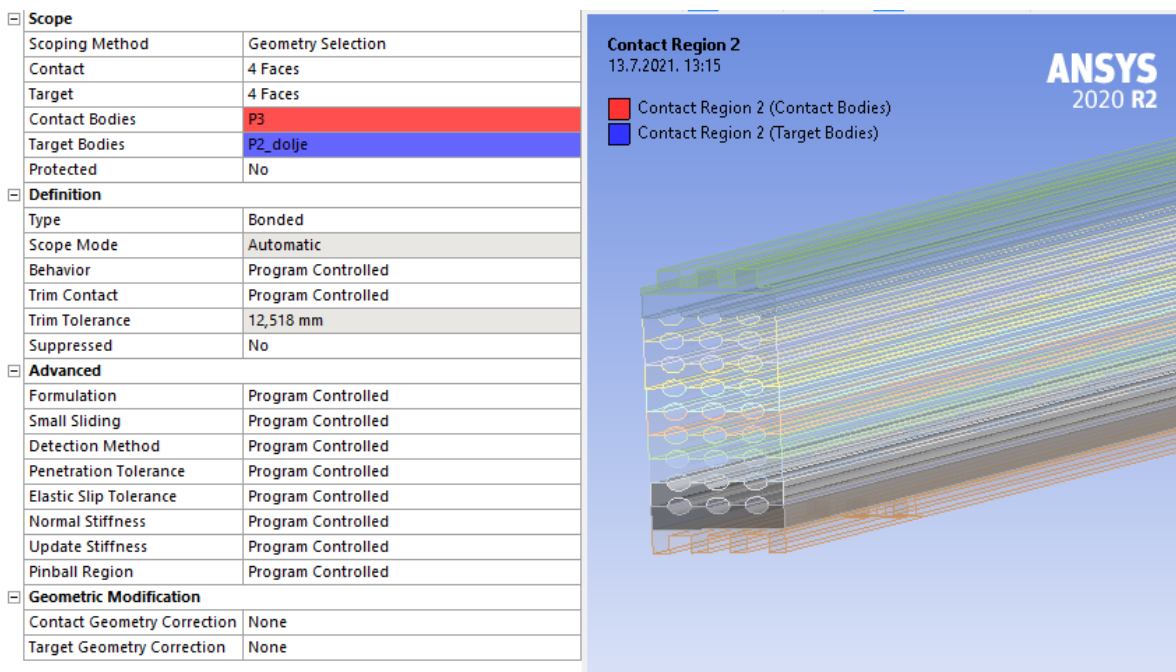 Scope
Scoping Method Geometry Selection
Contact 4 Faces
Target 4 Faces
Contact Bodies P3
Target Bodies P2_dolje
Protected No
Definition
Type Bonded
Scope Mode Automatic
Behavior Program Controlled
Trim Contact Program Controlled
Trim Tolerance 12,518 mm
Suppressed No
Advanced
Formulation Program Controlled
Small Sliding Program Controlled
Detection Method Program Controlled
Penetration Tolerance Program Controlled
Elastic Slip Tolerance Program Controlled
Normal Stiffness Program Controlled
Update Stiffness Program Controlled
Pinball Region Program Controlled
Geometric Modification
Contact Geometry Correction None
Target Geometry Correction None
Contact Region 2
13.7.2021. 13:15
Contact Region 2 (Contact Bodies)
Contact Region 2 (Target Bodies)
ANSYS
2020 R2